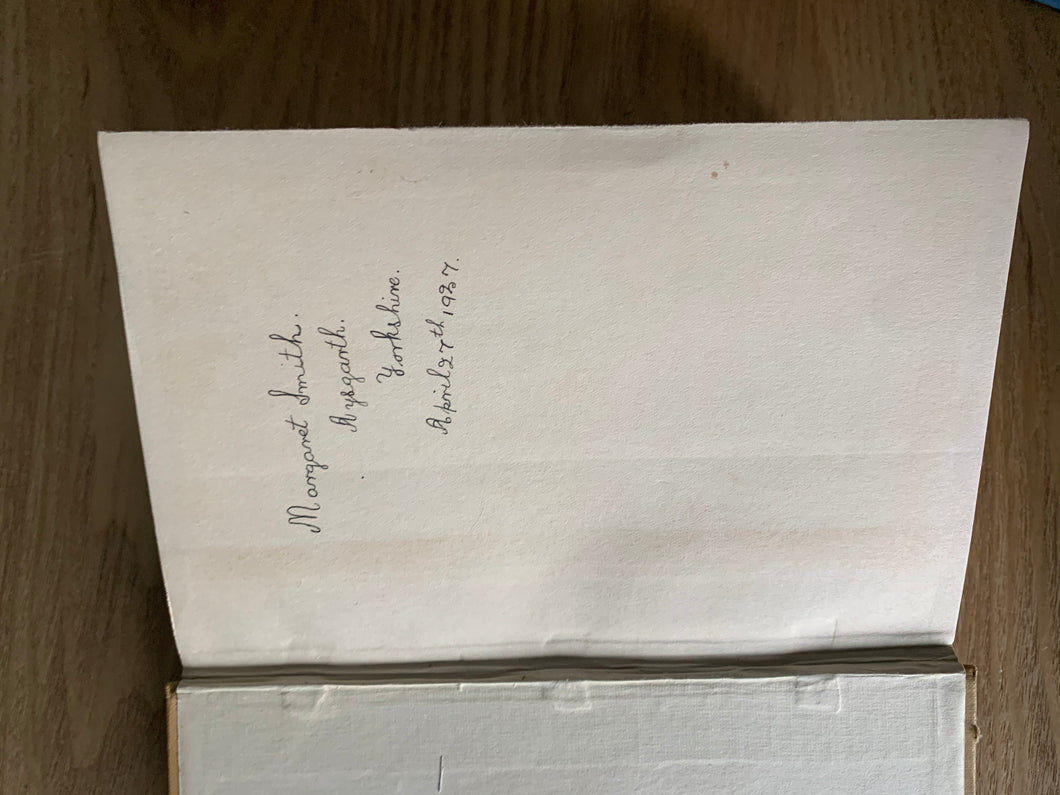 Margaret Smith.
Aysgarth.
Yorkshire.
April 27th 1937.